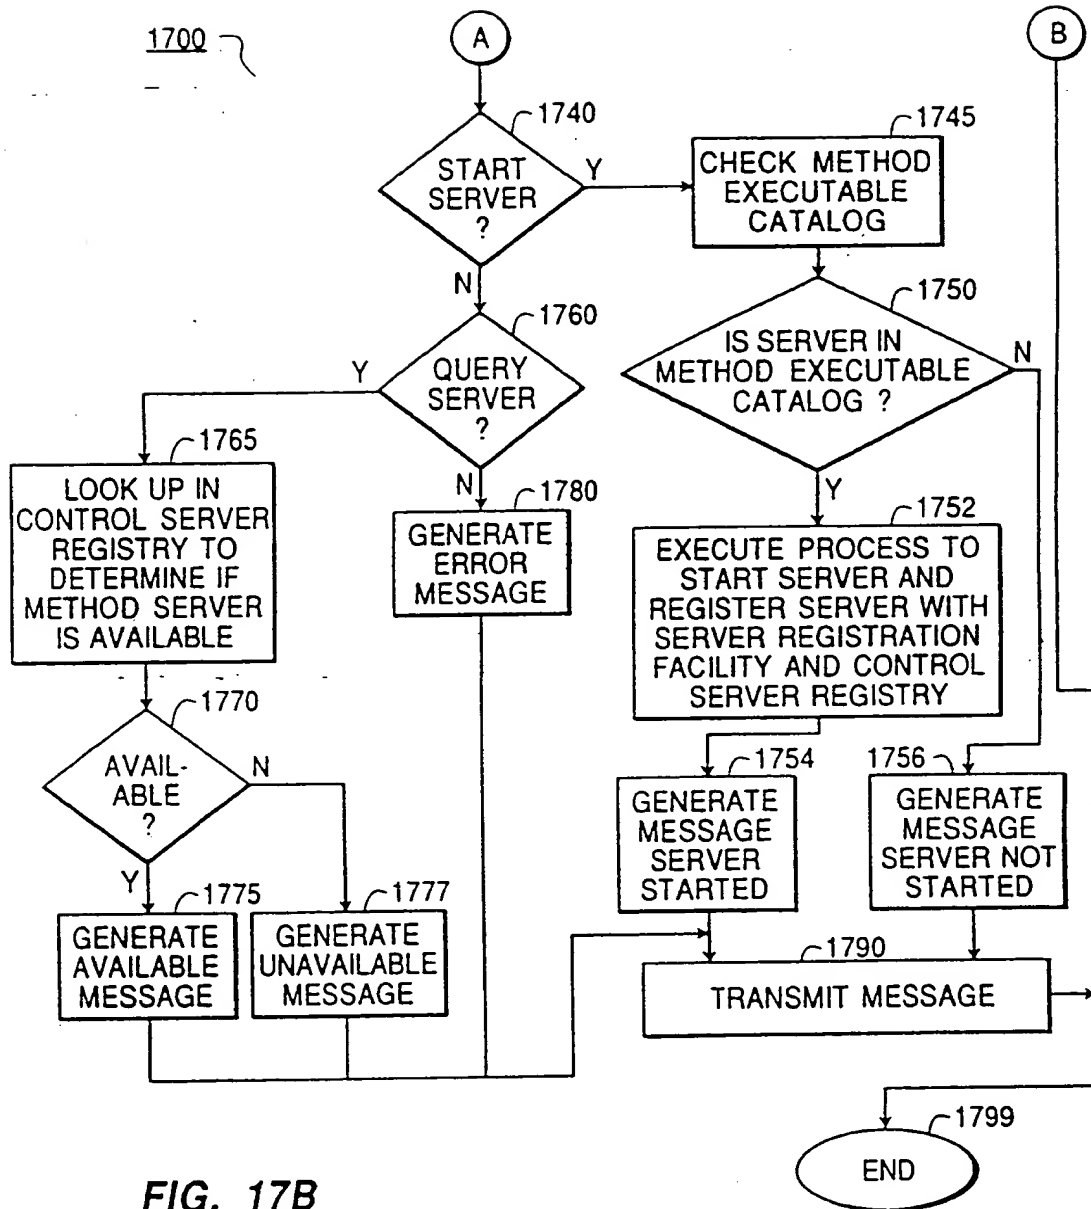 1700
A
B
1740
START
SERVER
?
Y
N
1745
CHECK METHOD
EXECUTABLE
CATALOG
1750
IS SERVER IN
METHOD EXECUTABLE
CATALOG ?
N
Y
1760
QUERY
SERVER
?
Y
N
1765
LOOK UP IN
CONTROL SERVER
REGISTRY TO
DETERMINE IF
METHOD SERVER
IS AVAILABLE
1780
GENERATE
ERROR
MESSAGE
1752
EXECUTE PROCESS TO
START SERVER AND
REGISTER SERVER WITH
SERVER REGISTRATION
FACILITY AND CONTROL
SERVER REGISTRY
1770
AVAIL-
ABLE
?
N
Y
1754
GENERATE
MESSAGE
SERVER
STARTED
1756
GENERATE
MESSAGE
SERVER NOT
STARTED
1775
GENERATE
AVAILABLE
MESSAGE
1777
GENERATE
UNAVAILABLE
MESSAGE
1790
TRANSMIT MESSAGE
1799
END
FIG. 17B